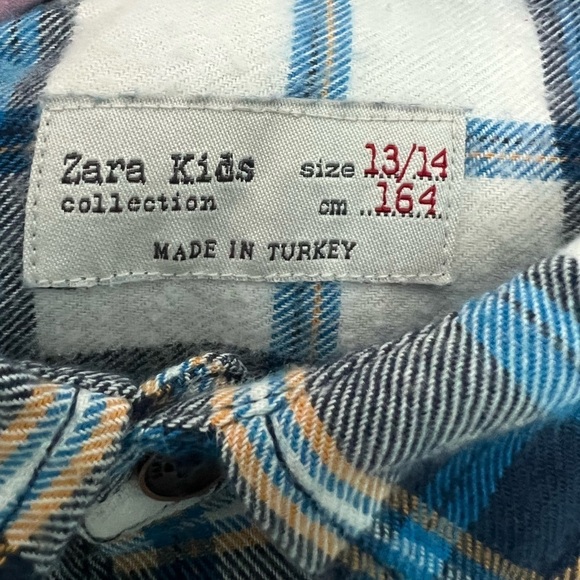 Zara Kids size 13/14
collection cm 164
MADE IN TURKEY